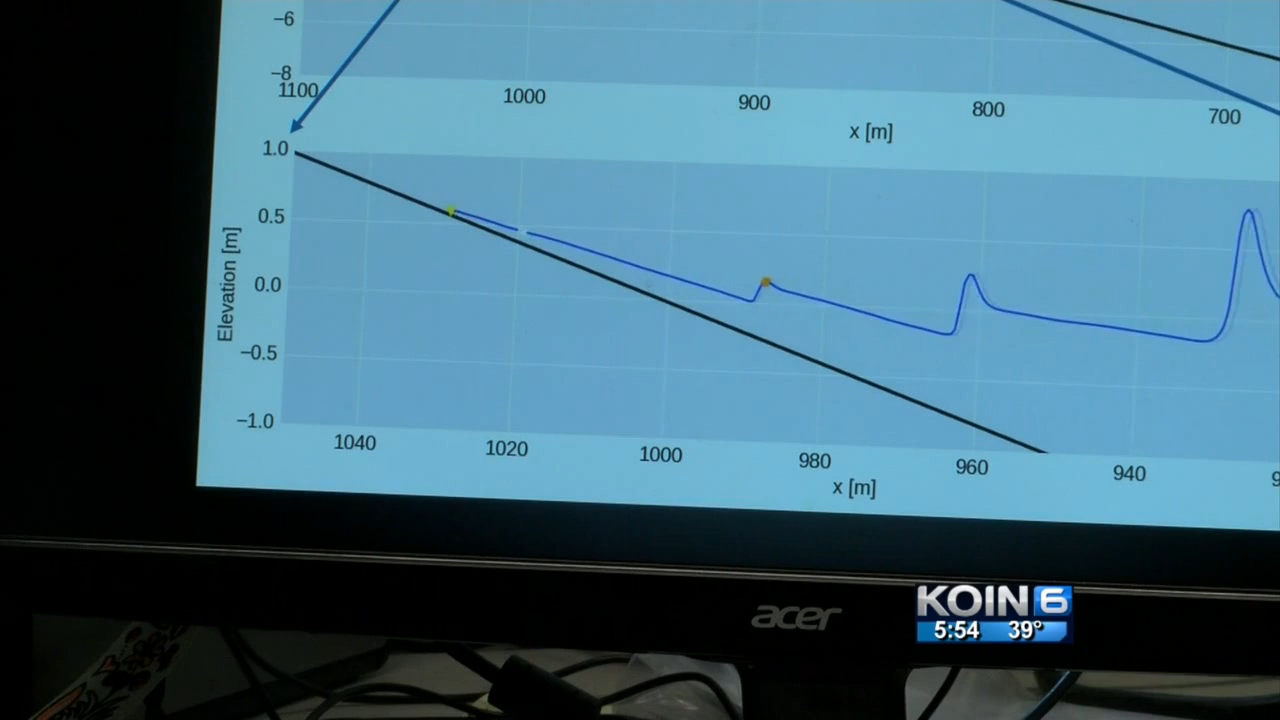 −6
−8
1100 1000 900 800 700
x [m]
1.0
0.5
0.0
−0.5
−1.0
Elevation [m]
1040 1020 1000 980 960 940 9
x [m]
acer
KOIN 6
5:54 39°